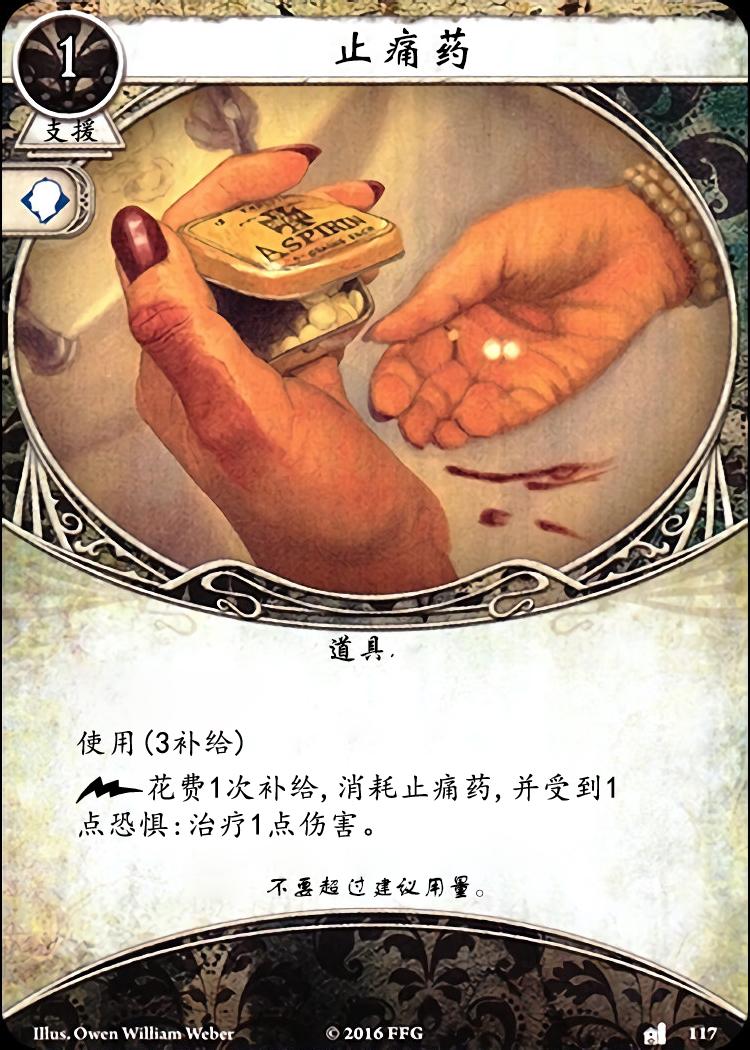 1
止痛药
支援
ASPIRIN
道具.
使用(3补给)
花费1次补给,消耗止痛药,并受到1
点恐惧:治疗1点伤害。
不要超过建议用量。
Illus. Owen William Weber
© 2016 FFG
117